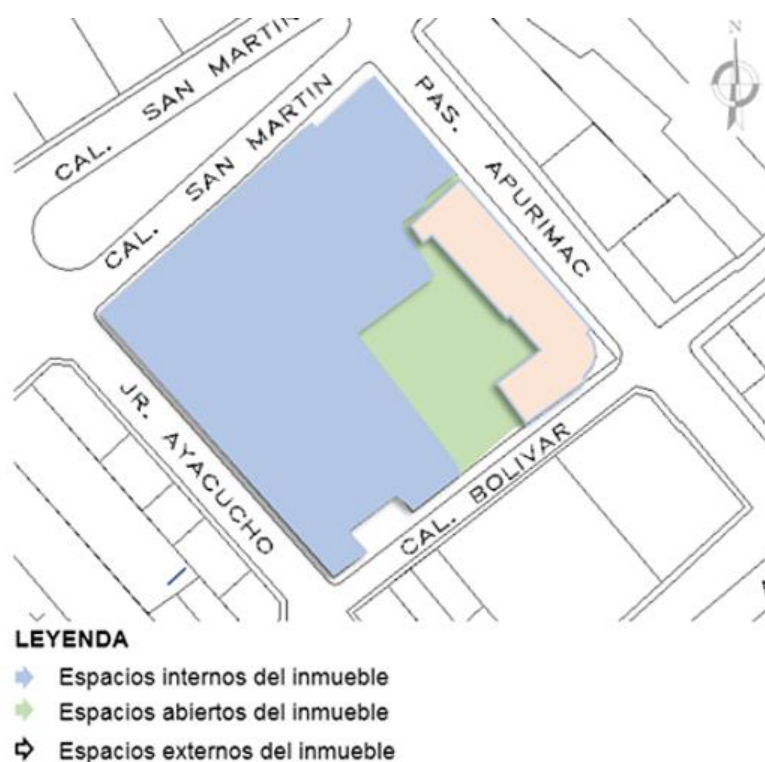 CAL. SAN MARTIN
CAL. SAN MARTIN
PAS. APURIMAC
N
JR. AYACUCHO
CAL. BOLIVAR
LEYENDA
Espacios internos del inmueble
Espacios abiertos del inmueble
Espacios externos del inmueble